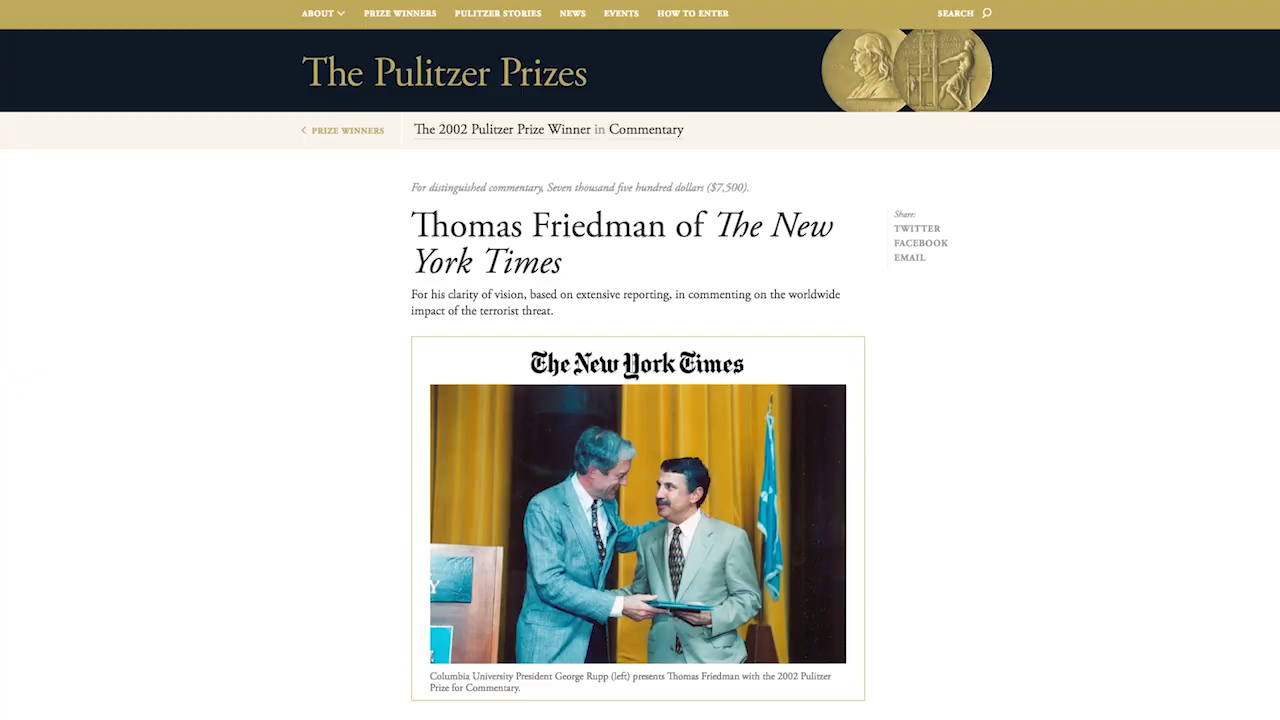 ABOUT PRIZE WINNERS PULITZER STORIES NEWS EVENTS HOW TO ENTER SEARCH
The Pulitzer Prizes
PRIZE WINNERS The 2002 Pulitzer Prize Winner in Commentary
For distinguished commentary, Seven thousand five hundred dollars ($7,500).
Thomas Friedman of The New
York Times
For his clarity of vision, based on extensive reporting, in commenting on the worldwide
impact of the terrorist threat.
Share:
TWITTER
FACEBOOK
EMAIL
The New York Times
Y
Columbia University President George Rupp (left) presents Thomas Friedman with the 2002 Pulitzer
Prize for Commentary.